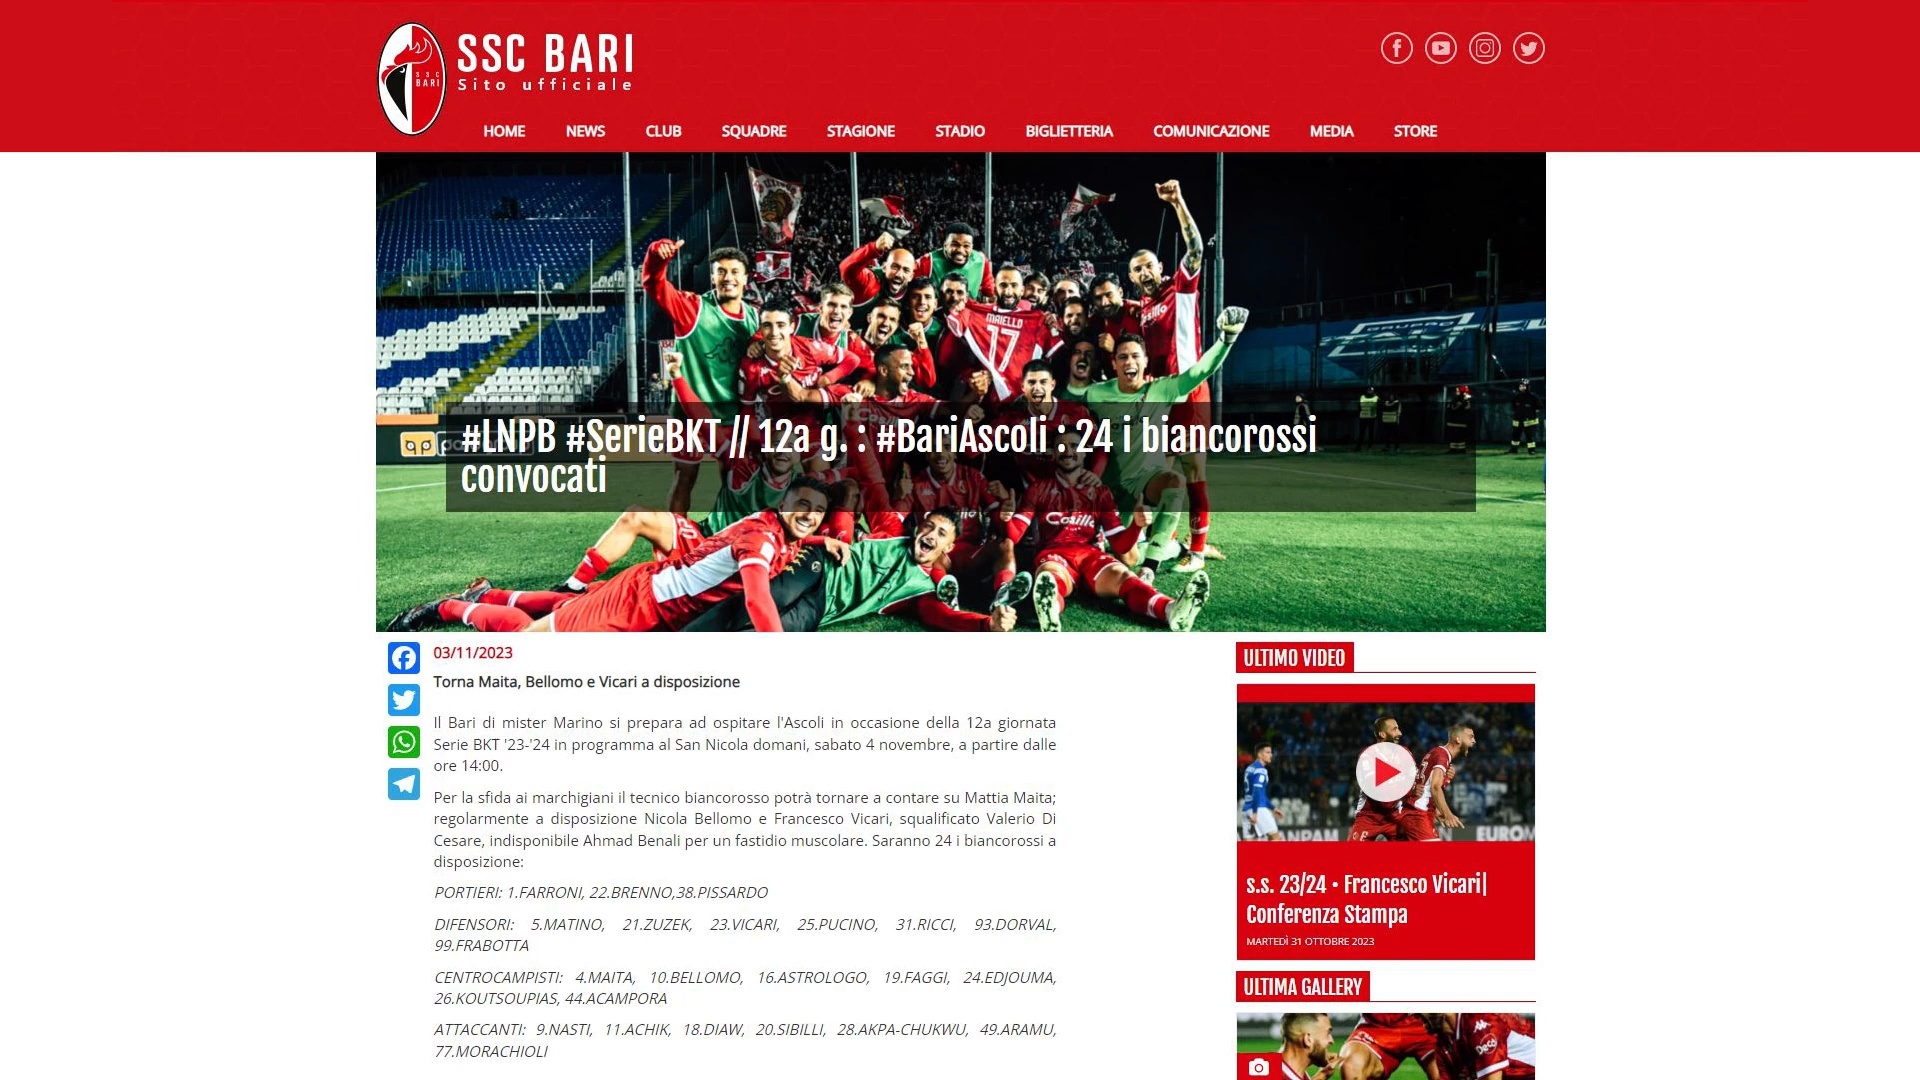 SSC BARI
Sito ufficiale
SSC
BARI
HOME NEWS CLUB SQUADRE STAGIONE STADIO BIGLIETTERIA COMUNICAZIONE MEDIA STORE
MAIELLO
17
#LNPB #SerieBKT // 12a g. : #BariAscoli : 24 i biancorossi
convocati
Casillo
03/11/2023
Torna Maita, Bellomo e Vicari a disposizione
Il Bari di mister Marino si prepara ad ospitare l'Ascoli in occasione della 12a giornata
Serie BKT '23-'24 in programma al San Nicola domani, sabato 4 novembre, a partire dalle
ore 14:00.
Per la sfida ai marchigiani il tecnico biancorosso potrà tornare a contare su Mattia Maita;
regolarmente a disposizione Nicola Bellomo e Francesco Vicari, squalificato Valerio Di
Cesare, indisponibile Ahmad Benali per un fastidio muscolare. Saranno 24 i biancorossi a
disposizione:
PORTIERI: 1.FARRONI, 22.BRENNO,38.PISSARDO
DIFENSORI: 5.MATINO, 21.ZUZEK, 23.VICARI, 25.PUCINO, 31.RICCI, 93.DORVAL,
99.FRABOTTA
CENTROCAMPISTI: 4.MAITA, 10.BELLOMO, 16.ASTROLOGO, 19.FAGGI, 24.EDJOUMA,
26.KOUTSOUPIAS, 44.ACAMPORA
ATTACCANTI: 9.NASTI, 11.ACHIK, 18.DIAW, 20.SIBILLI, 28.AKPA-CHUKWU, 49.ARAMU,
77.MORACHIOLI
ULTIMO VIDEO
ANPAM
EUROM
s.s. 23/24 • Francesco Vicari|
Conferenza Stampa
MARTEDÌ 31 OTTOBRE 2023
ULTIMA GALLERY
Deco